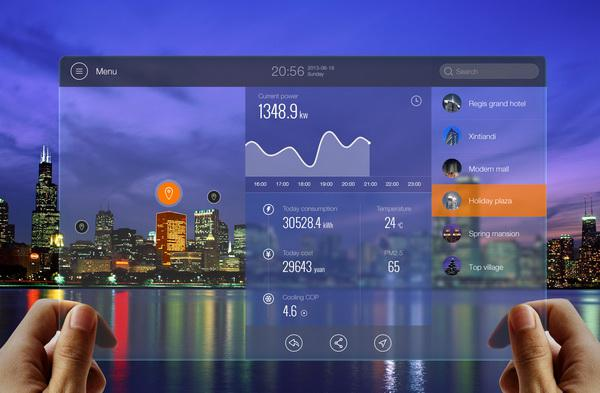 Menu
20:56
2013-06-16
Sunday
Search
Current power
1348.9 kw
16:00 17:00 18:00 19:00 20:00 21:00 22:00 23:00
Today consumption
30528.4 kWh
Temperature
24 °C
Today cost
29643 yuan
PM2.5
65
Cooling COP
4.6
Regis grand hotel
Xintiandi
Modern mall
Holiday plaza
Spring mansion
Top village